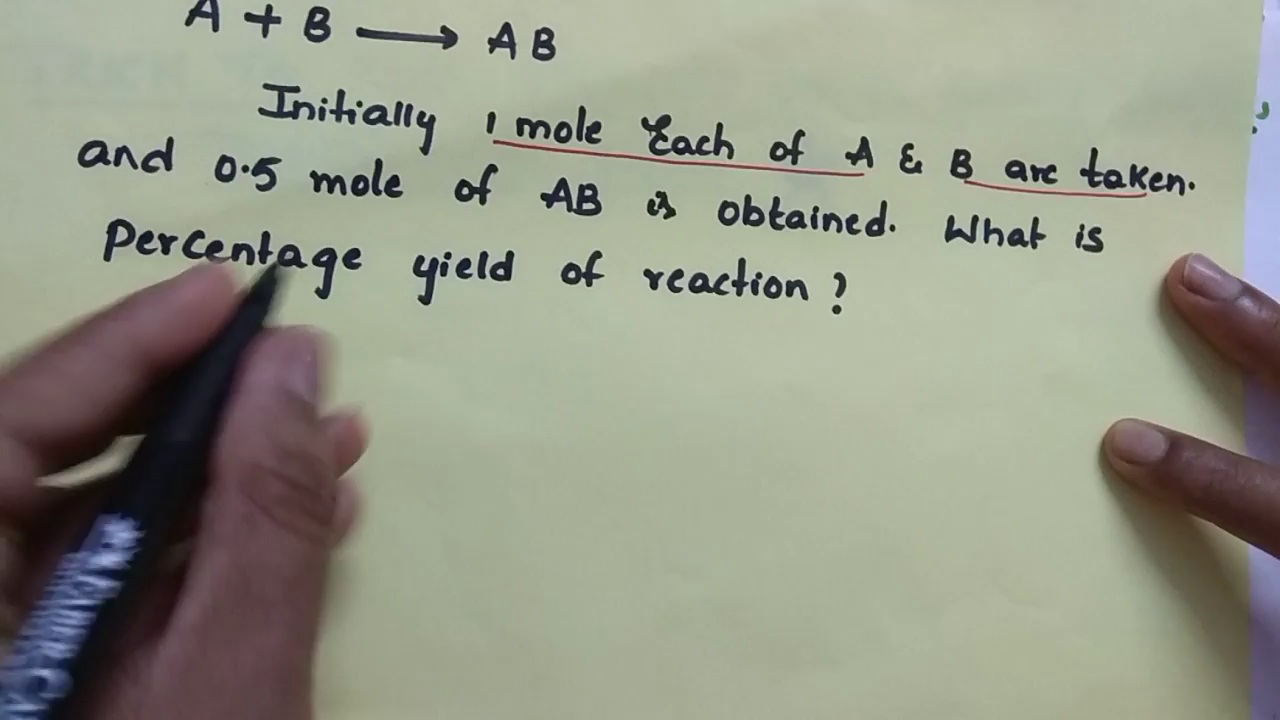 A + B ⟶ AB
Initially 1 mole Each of A & B are taken.
and 0.5 mole of AB is obtained. What is
Percentage yield of reaction ?